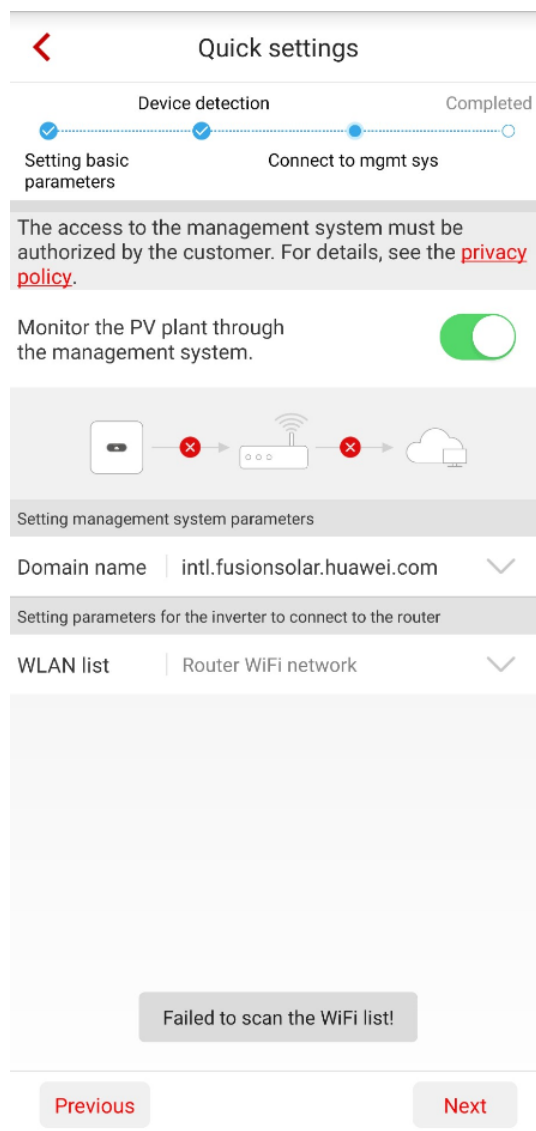 Quick settings
Device detection
Completed
Setting basic
parameters
Connect to mgmt sys
The access to the management system must be
authorized by the customer. For details, see the privacy
policy.
Monitor the PV plant through
the management system.
Setting management system parameters
Domain name intl.fusionsolar.huawei.com
Setting parameters for the inverter to connect to the router
WLAN list Router WiFi network
Failed to scan the WiFi list!
Previous
Next